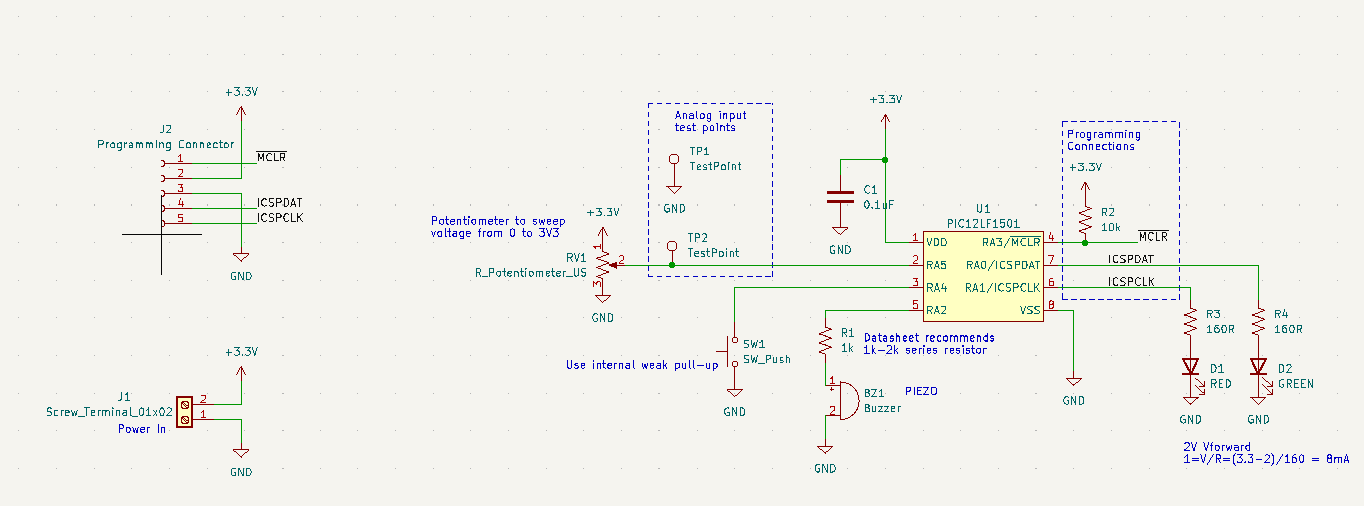 +3.3V
J2
Programming Connector
1
MCLR
2
3
4
ICSPDAT
5
ICSPCLK
GND
+3.3V
J1
Screw_Terminal_01x02
2
1
Power In
GND
Potentiometer to sweep
voltage from 0 to 3V3
+3.3V
1
RV1
2
R_Potentiometer_US
3
GND
Analog input
test points
TP1
TestPoint
GND
TP2
TestPoint
Use internal weak pull-up
SW1
SW_Push
GND
+3.3V
C1
0.1uF
GND
U1
PIC12LF1501
1 VDD
2 RA5
3 RA4
5 RA2
RA3/MCLR 4
RA0/ICSPDAT 7
RA1/ICSPCLK 6
VSS 8
R1
1k
Datasheet recommends
1k-2k series resistor
1
+
BZ1
Buzzer
2
PIEZO
GND
Programming
Connections
+3.3V
R2
10k
MCLR
ICSPDAT
ICSPCLK
GND
R3
160R
R4
160R
D1
RED
D2
GREEN
GND
GND
2V Vforward
1=V/R=(3.3-2)/160 = 8mA